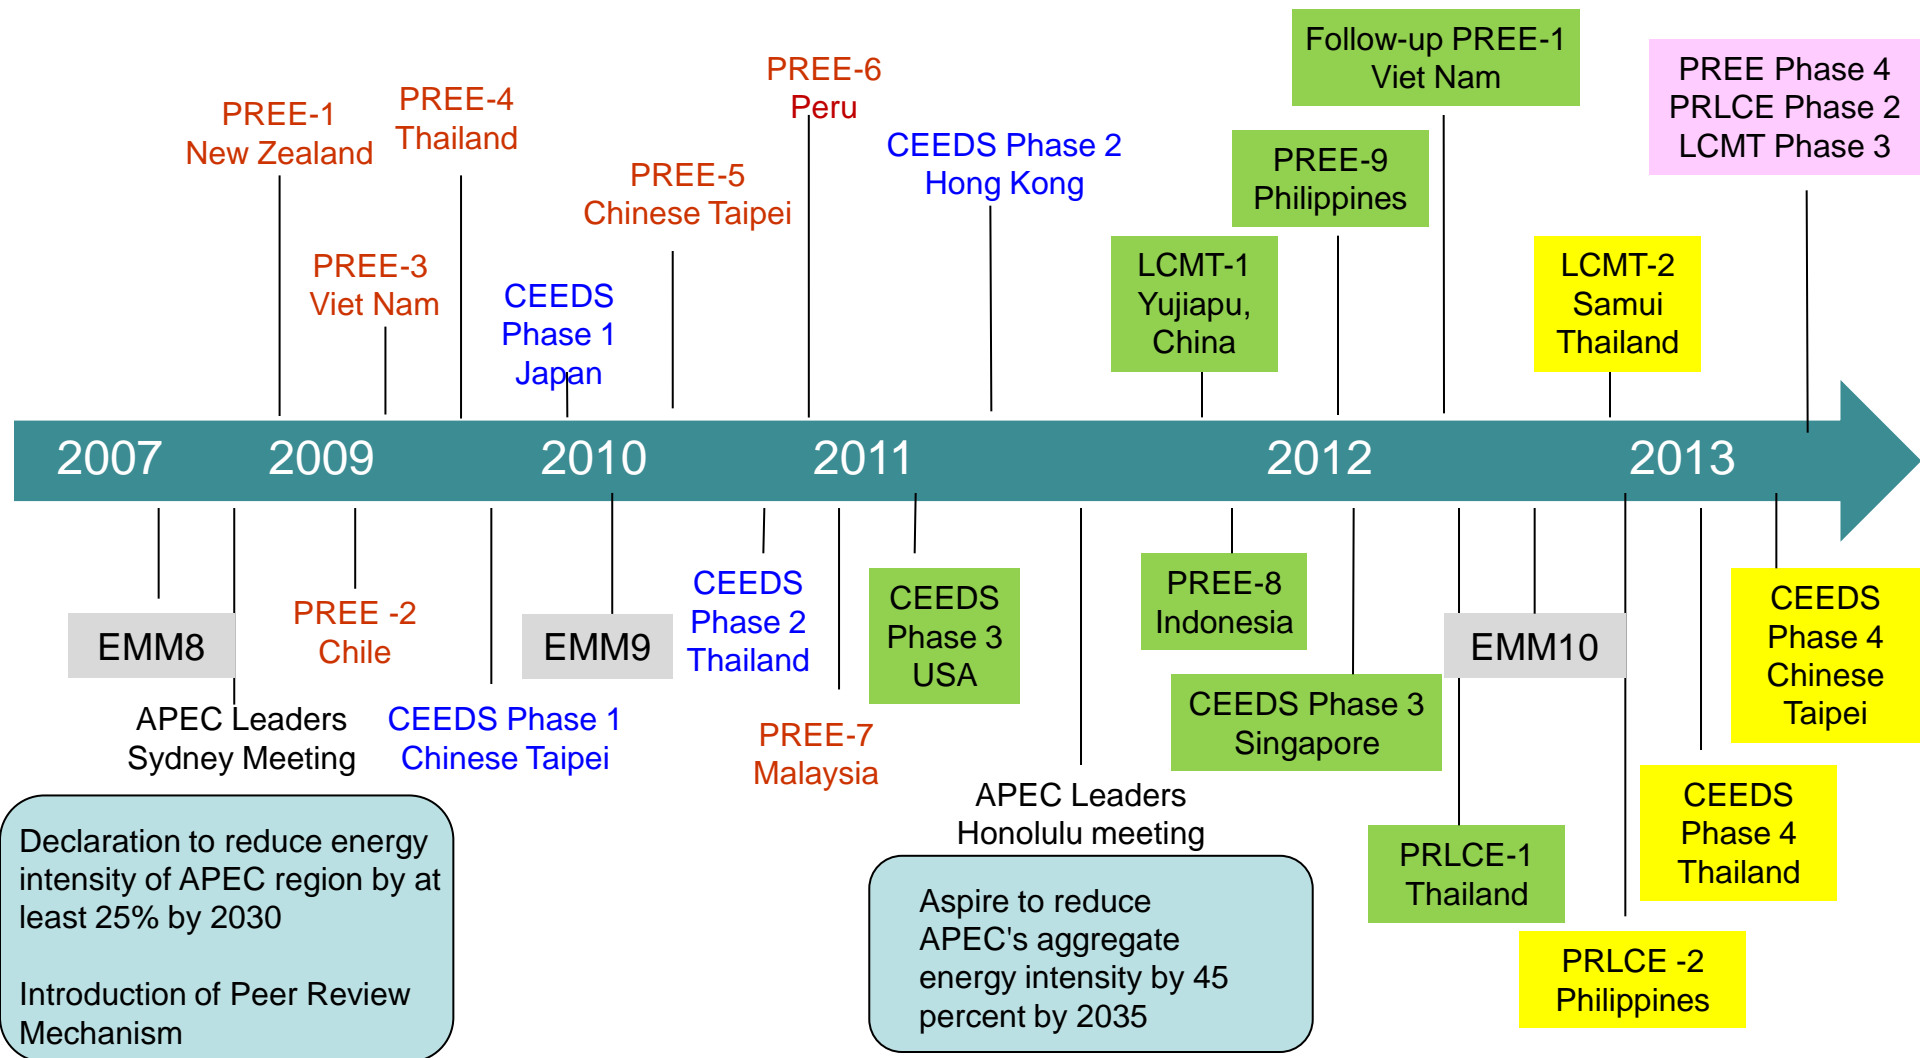 PREE-1
New Zealand
PREE-4
Thailand
PREE-6
Peru
Follow-up PREE-1
Viet Nam
PREE Phase 4
PRLCE Phase 2
LCMT Phase 3
PREE-3
Viet Nam
CEEDS
Phase 1
Japan
PREE-5
Chinese Taipei
CEEDS Phase 2
Hong Kong
LCMT-1
Yujiapu,
China
PREE-9
Philippines
LCMT-2
Samui
Thailand
2007
2009
2010
2011
2012
2013
EMM8
APEC Leaders
Sydney Meeting
PREE -2
Chile
CEEDS Phase 1
Chinese Taipei
EMM9
CEEDS
Phase 2
Thailand
PREE-7
Malaysia
CEEDS
Phase 3
USA
APEC Leaders
Honolulu meeting
PREE-8
Indonesia
CEEDS Phase 3
Singapore
PRLCE-1
Thailand
EMM10
PRLCE -2
Philippines
CEEDS
Phase 4
Thailand
CEEDS
Phase 4
Chinese
Taipei
Declaration to reduce energy
intensity of APEC region by at
least 25% by 2030
Introduction of Peer Review
Mechanism
Aspire to reduce
APEC's aggregate
energy intensity by 45
percent by 2035